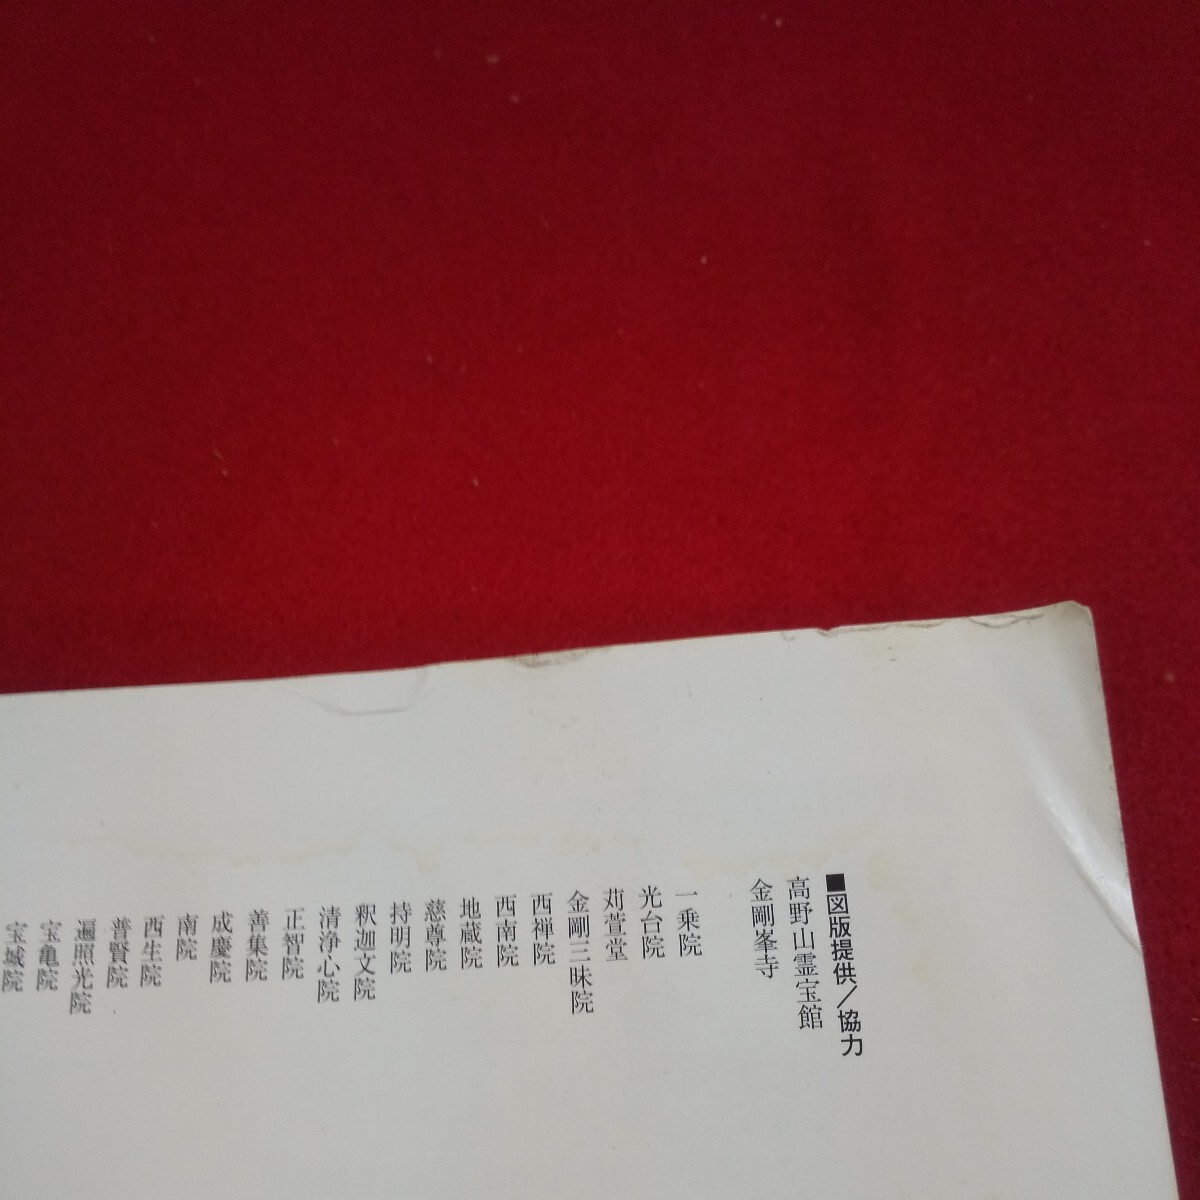 ■図版提供/協力
高野山霊宝館
金剛峯寺
一乗院
光台院
苅萱堂
金剛三昧院
西禅院
西南院
地蔵院
慈尊院
持明院
釈迦文院
清浄心院
正智院
善集院
成慶院
南院
西生院
普賢院
遍照光院
宝亀院
宝城院